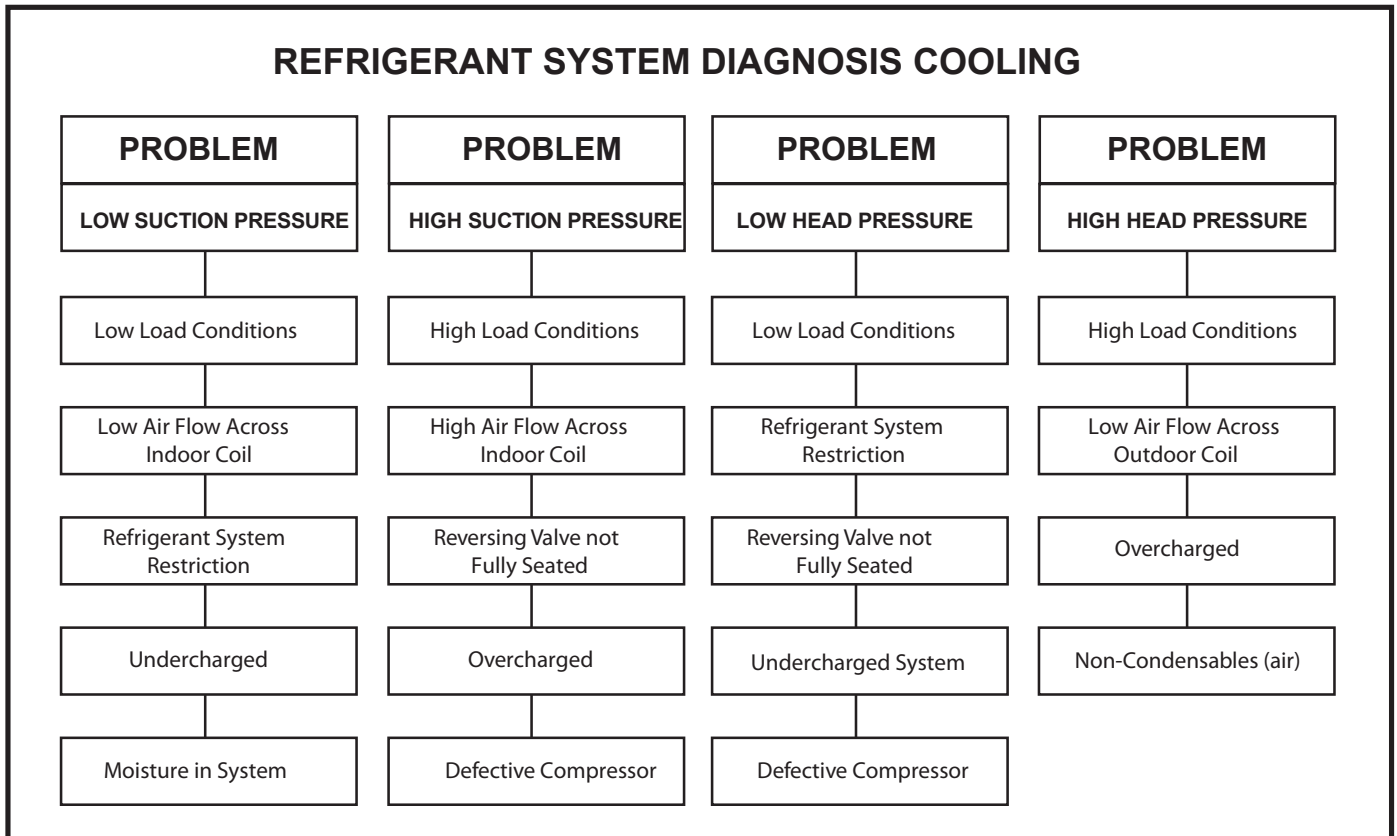 REFRIGERANT SYSTEM DIAGNOSIS COOLING
PROBLEM
LOW SUCTION PRESSURE
Low Load Conditions
Low Air Flow Across
Indoor Coil
Refrigerant System
Restriction
Undercharged
Moisture in System
PROBLEM
HIGH SUCTION PRESSURE
High Load Conditions
High Air Flow Across
Indoor Coil
Reversing Valve not
Fully Seated
Overcharged
Defective Compressor
PROBLEM
LOW HEAD PRESSURE
Low Load Conditions
Refrigerant System
Restriction
Reversing Valve not
Fully Seated
Undercharged System
Defective Compressor
PROBLEM
HIGH HEAD PRESSURE
High Load Conditions
Low Air Flow Across
Outdoor Coil
Overcharged
Non-Condensables (air)